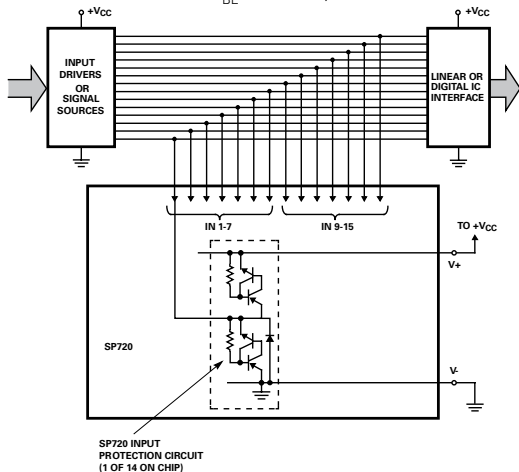 BE
+VCC
+VCC
INPUT
DRIVERS
OR
SIGNAL
SOURCES
LINEAR OR
DIGITAL IC
INTERFACE
IN 1-7
IN 9-15
TO +VCC
V+
SP720
V-
SP720 INPUT
PROTECTION CIRCUIT
(1 OF 14 ON CHIP)